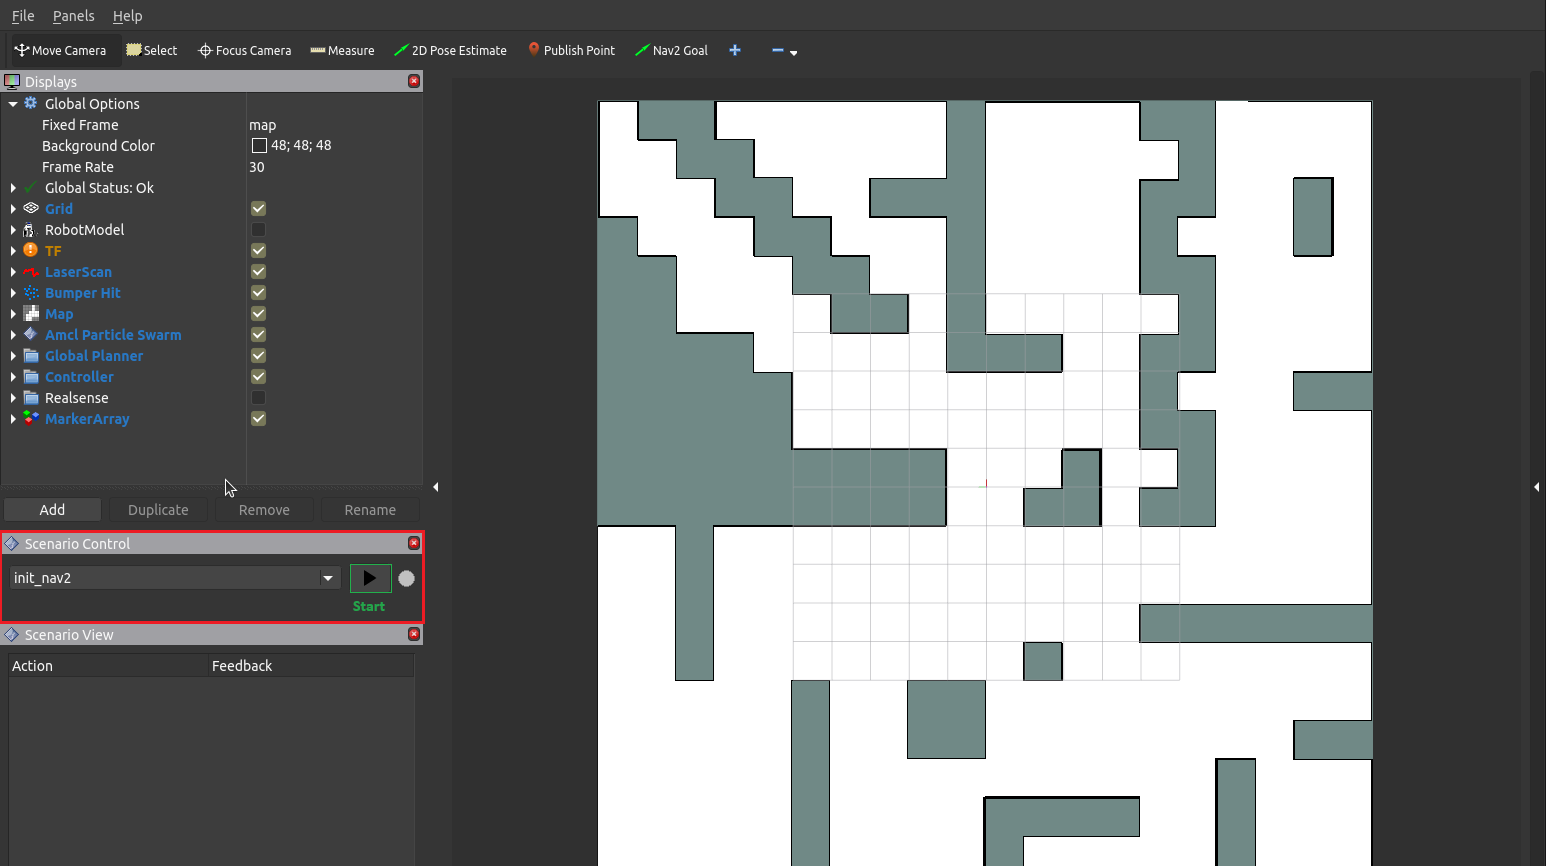 File Panels Help
Move Camera Select Focus Camera Measure 2D Pose Estimate Publish Point Nav2 Goal
Displays
Global Options
Fixed Frame map
Background Color 48; 48; 48
Frame Rate 30
Global Status: Ok
Grid
RobotModel
TF
LaserScan
Bumper Hit
Map
Amcl Particle Swarm
Global Planner
Controller
Realsense
MarkerArray
Add Duplicate Remove Rename
Scenario Control
init_nav2
Start
Scenario View
Action Feedback